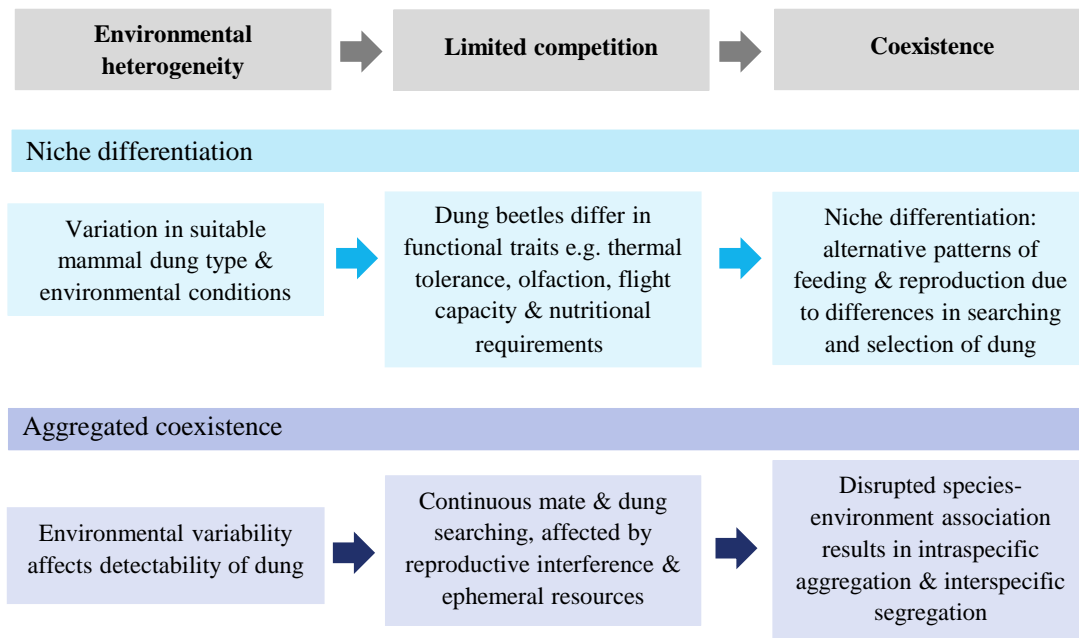 Environmental
heterogeneity
Limited competition
Coexistence
Niche differentiation
Variation in suitable
mammal dung type &
environmental conditions
Dung beetles differ in
functional traits e.g. thermal
tolerance, olfaction, flight
capacity & nutritional
requirements
Niche differentiation:
alternative patterns of
feeding & reproduction due
to differences in searching
and selection of dung
Aggregated coexistence
Environmental variability
affects detectability of dung
Continuous mate & dung
searching, affected by
reproductive interference &
ephemeral resources
Disrupted species-
environment association
results in intraspecific
aggregation & interspecific
segregation